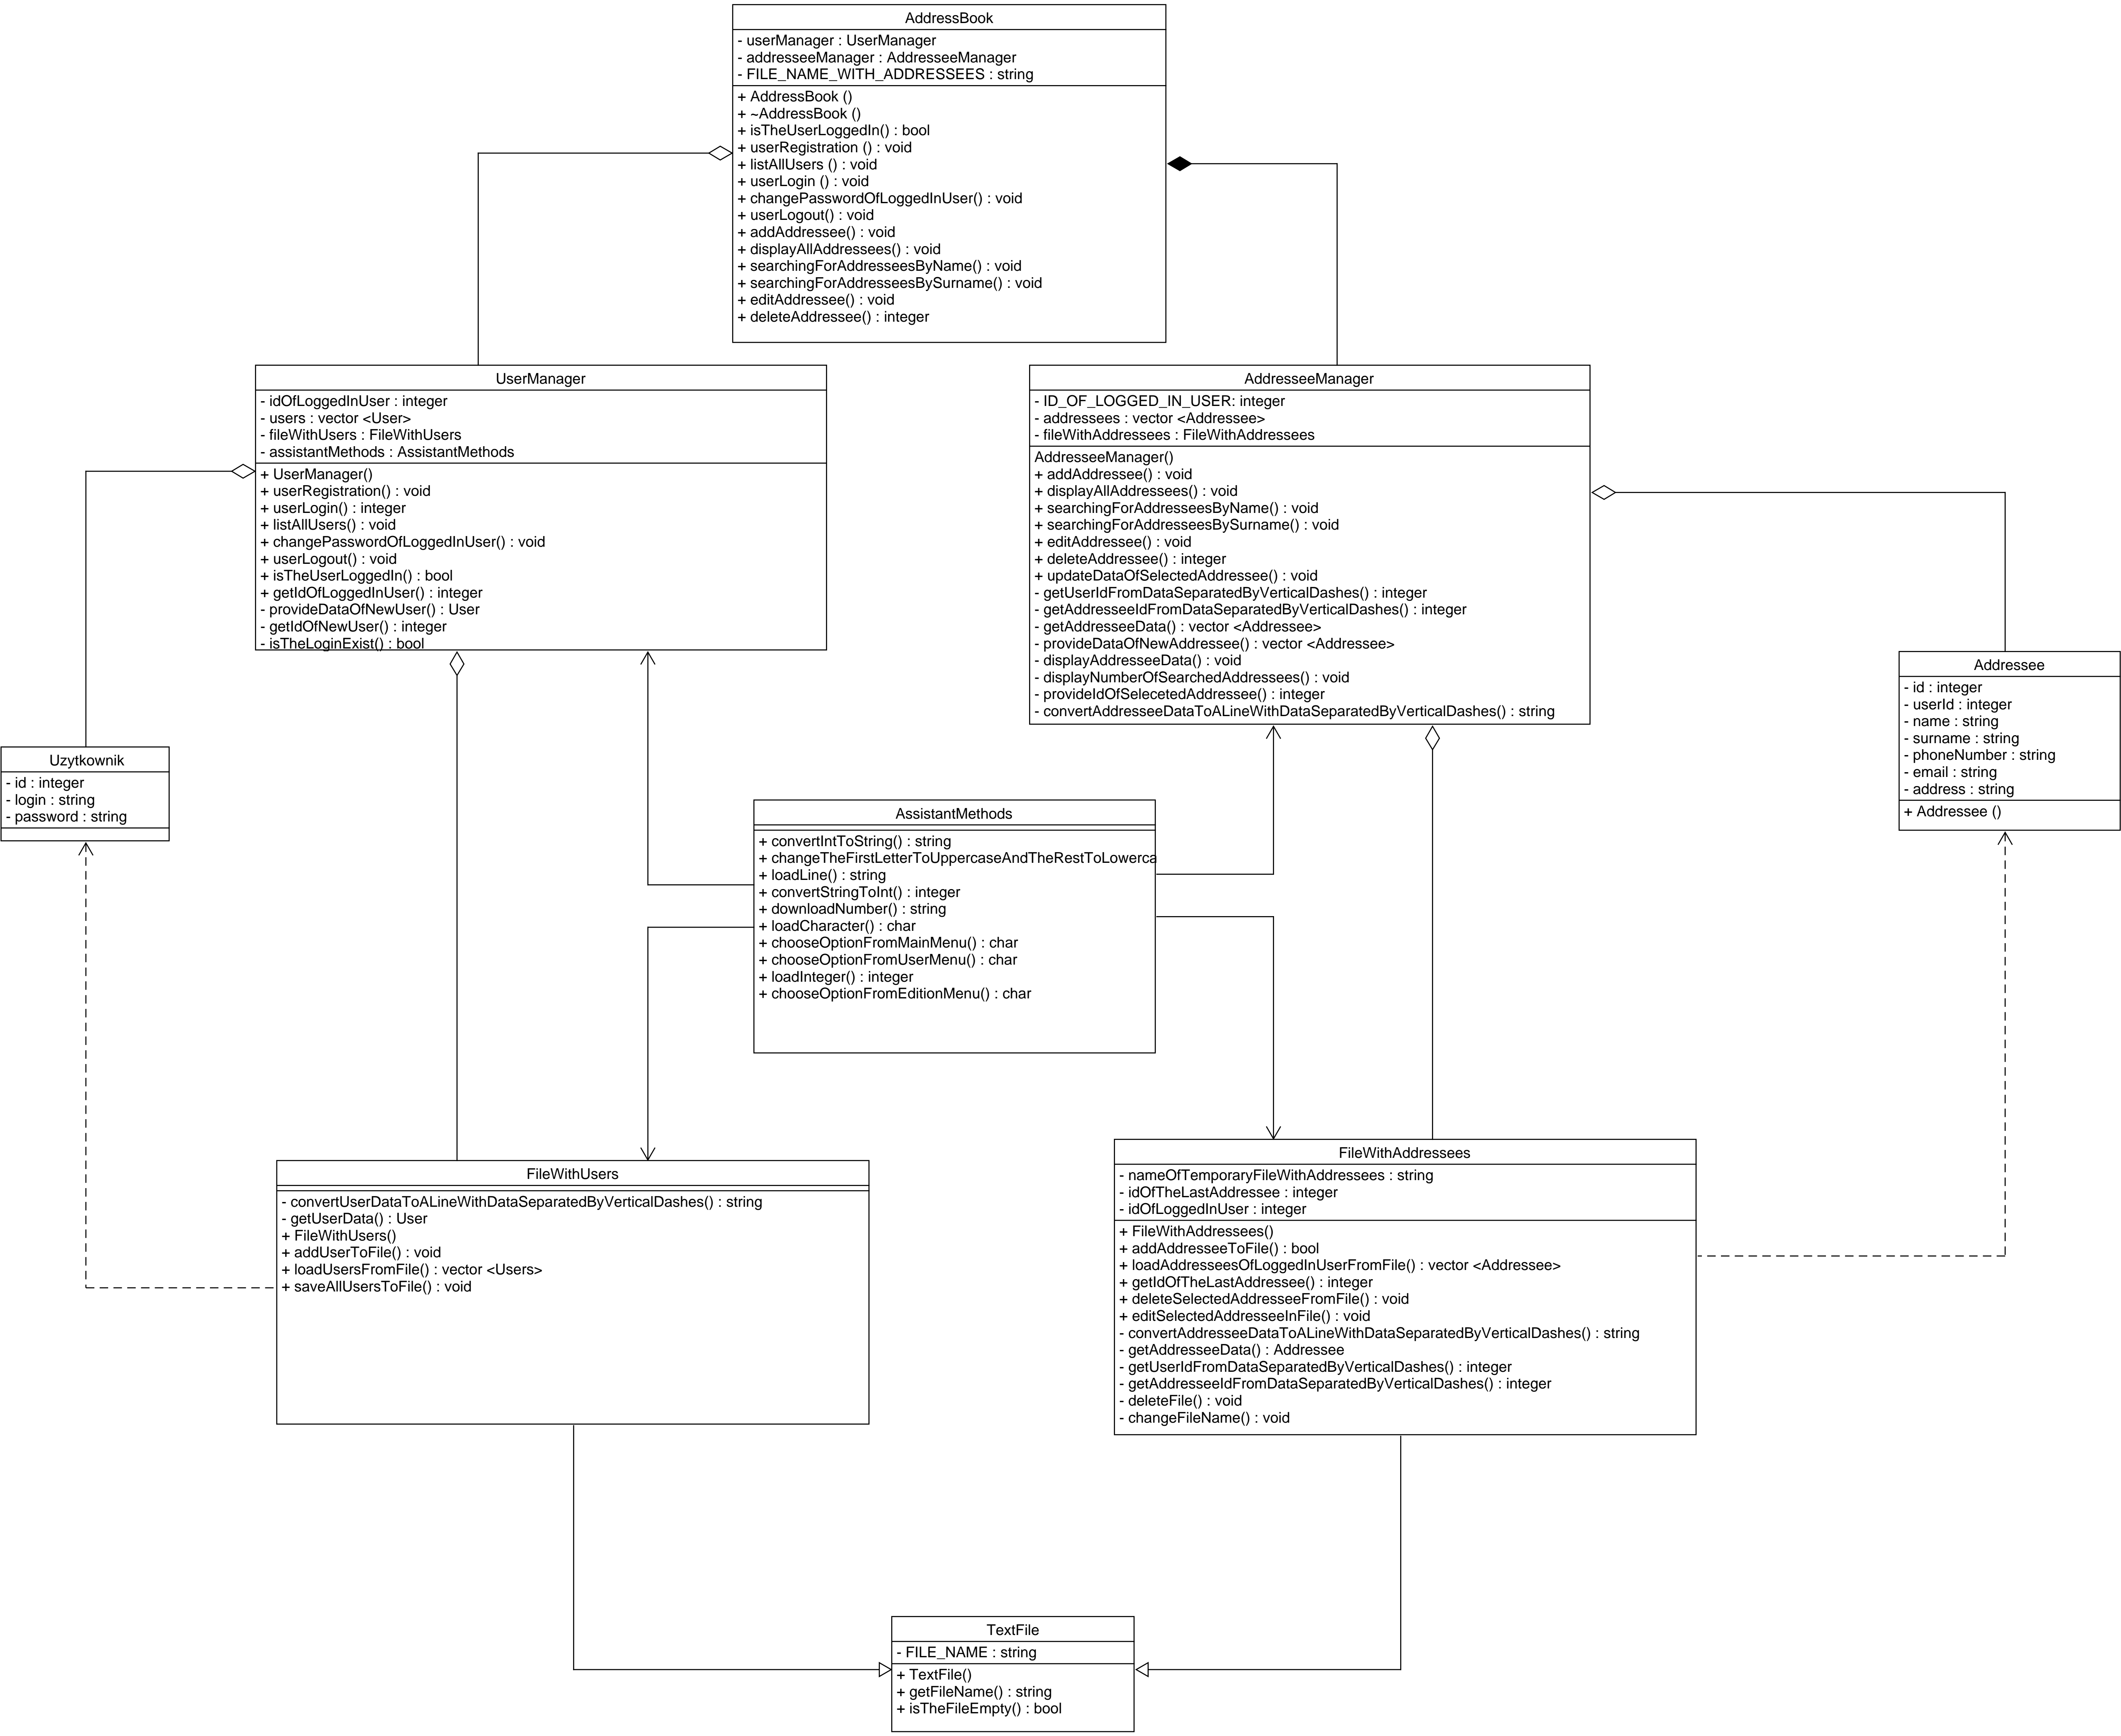 AddressBook
- userManager : UserManager
- addresseeManager : AddresseeManager
- FILE_NAME_WITH_ADDRESSEES : string
+ AddressBook ()
+ ~AddressBook ()
+ isTheUserLoggedIn() : bool
+ userRegistration () : void
+ listAllUsers () : void
+ userLogin () : void
+ changePasswordOfLoggedInUser() : void
+ userLogout() : void
+ addAddressee() : void
+ displayAllAddressees() : void
+ searchingForAddresseesByName() : void
+ searchingForAddresseesBySurname() : void
+ editAddressee() : void
+ deleteAddressee() : integer
UserManager
- idOfLoggedInUser : integer
- users : vector <User>
- fileWithUsers : FileWithUsers
- assistantMethods : AssistantMethods
+ UserManager()
+ userRegistration() : void
+ userLogin() : integer
+ listAllUsers() : void
+ changePasswordOfLoggedInUser() : void
+ userLogout() : void
+ isTheUserLoggedIn() : bool
+ getIdOfLoggedInUser() : integer
- provideDataOfNewUser() : User
- getIdOfNewUser() : integer
- isTheLoginExist() : bool
AddresseeManager
- ID_OF_LOGGED_IN_USER: integer
- addressees : vector <Addressee>
- fileWithAddressees : FileWithAddressees
AddresseeManager()
+ addAddressee() : void
+ displayAllAddressees() : void
+ searchingForAddresseesByName() : void
+ searchingForAddresseesBySurname() : void
+ editAddressee() : void
+ deleteAddressee() : integer
+ updateDataOfSelectedAddressee() : void
- getUserIdFromDataSeparatedByVerticalDashes() : integer
- getAddresseeIdFromDataSeparatedByVerticalDashes() : integer
- getAddresseeData() : vector <Addressee>
- provideDataOfNewAddressee() : vector <Addressee>
- displayAddresseeData() : void
- displayNumberOfSearchedAddressees() : void
- provideIdOfSelecetedAddressee() : integer
- convertAddresseeDataToALineWithDataSeparatedByVerticalDashes() : string
Addressee
- id : integer
- userId : integer
- name : string
- surname : string
- phoneNumber : string
- email : string
- address : string
+ Addressee ()
Uzytkownik
- id : integer
- login : string
- password : string
AssistantMethods
+ convertIntToString() : string
+ changeTheFirstLetterToUppercaseAndTheRestToLowerca
+ loadLine() : string
+ convertStringToInt() : integer
+ downloadNumber() : string
+ loadCharacter() : char
+ chooseOptionFromMainMenu() : char
+ chooseOptionFromUserMenu() : char
+ loadInteger() : integer
+ chooseOptionFromEditionMenu() : char
FileWithUsers
- convertUserDataToALineWithDataSeparatedByVerticalDashes() : string
- getUserData() : User
+ FileWithUsers()
+ addUserToFile() : void
+ loadUsersFromFile() : vector <Users>
+ saveAllUsersToFile() : void
FileWithAddressees
- nameOfTemporaryFileWithAddressees : string
- idOfTheLastAddressee : integer
- idOfLoggedInUser : integer
+ FileWithAddressees()
+ addAddresseeToFile() : bool
+ loadAddresseesOfLoggedInUserFromFile() : vector <Addressee>
+ getIdOfTheLastAddressee() : integer
+ deleteSelectedAddresseeFromFile() : void
+ editSelectedAddresseeInFile() : void
- convertAddresseeDataToALineWithDataSeparatedByVerticalDashes() : string
- getAddresseeData() : Addressee
- getUserIdFromDataSeparatedByVerticalDashes() : integer
- getAddresseeIdFromDataSeparatedByVerticalDashes() : integer
- deleteFile() : void
- changeFileName() : void
TextFile
- FILE_NAME : string
+ TextFile()
+ getFileName() : string
+ isTheFileEmpty() : bool